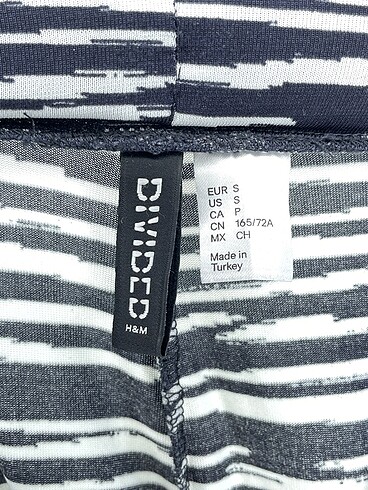 DIVIDED
H&M
EUR S
US S
CA P
CN 165/72A
MX CH
Made in
Turkey